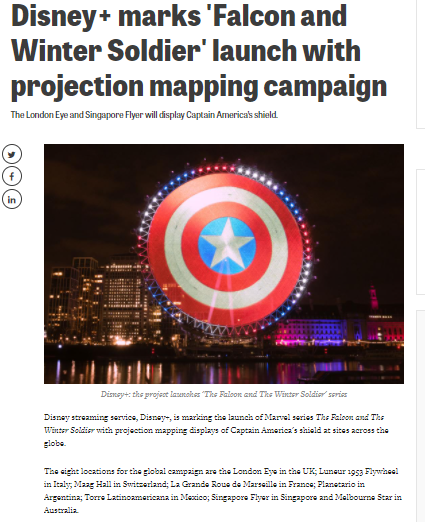 Disney+ marks 'Falcon and
Winter Soldier' launch with
projection mapping campaign
The London Eye and Singapore Flyer will display Captain America's shield.
f
in
Disney+: the project launches 'The Falcon and The Winter Soldier' series
Disney streaming service, Disney+, is marking the launch of Marvel series The Falcon and The
Winter Soldier with projection mapping displays of Captain America's shield at sites across the
globe.
The eight locations for the global campaign are the London Eye in the UK; Luneur 1953 Flywheel
in Italy; Maag Hall in Switzerland; La Grande Roue de Marseille in France; Planetario in
Argentina; Torre Latinoamericana in Mexico; Singapore Flyer in Singapore and Melbourne Star in
Australia.